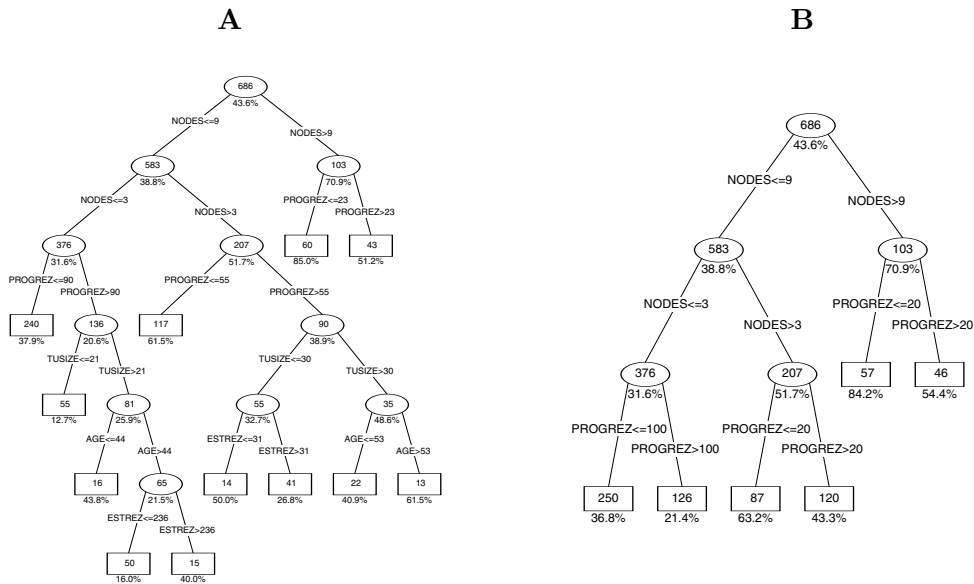 A
B
686
43.6%
NODES<=9
NODES>9
583
38.8%
103
70.9%
NODES<=3
NODES>3
PROGREZ<=23
PROGREZ>23
376
31.6%
207
51.7%
60
85.0%
43
51.2%
PROGREZ<=90
PROGREZ>90
PROGREZ<=55
PROGREZ>55
240
37.9%
136
20.6%
117
61.5%
90
38.9%
TUSIZE<=21
TUSIZE>21
TUSIZE<=30
TUSIZE>30
55
12.7%
81
25.9%
55
32.7%
35
48.6%
AGE<=44
AGE>44
ESTREZ<=31
ESTREZ>31
AGE<=53
AGE>53
16
43.8%
65
21.5%
14
50.0%
41
26.8%
22
40.9%
13
61.5%
ESTREZ<=236
ESTREZ>236
50
16.0%
15
40.0%
686
43.6%
NODES<=9
NODES>9
583
38.8%
103
70.9%
NODES<=3
NODES>3
PROGREZ<=20
PROGREZ>20
376
31.6%
207
51.7%
57
84.2%
46
54.4%
PROGREZ<=100
PROGREZ>100
PROGREZ<=20
PROGREZ>20
250
36.8%
126
21.4%
87
63.2%
120
43.3%